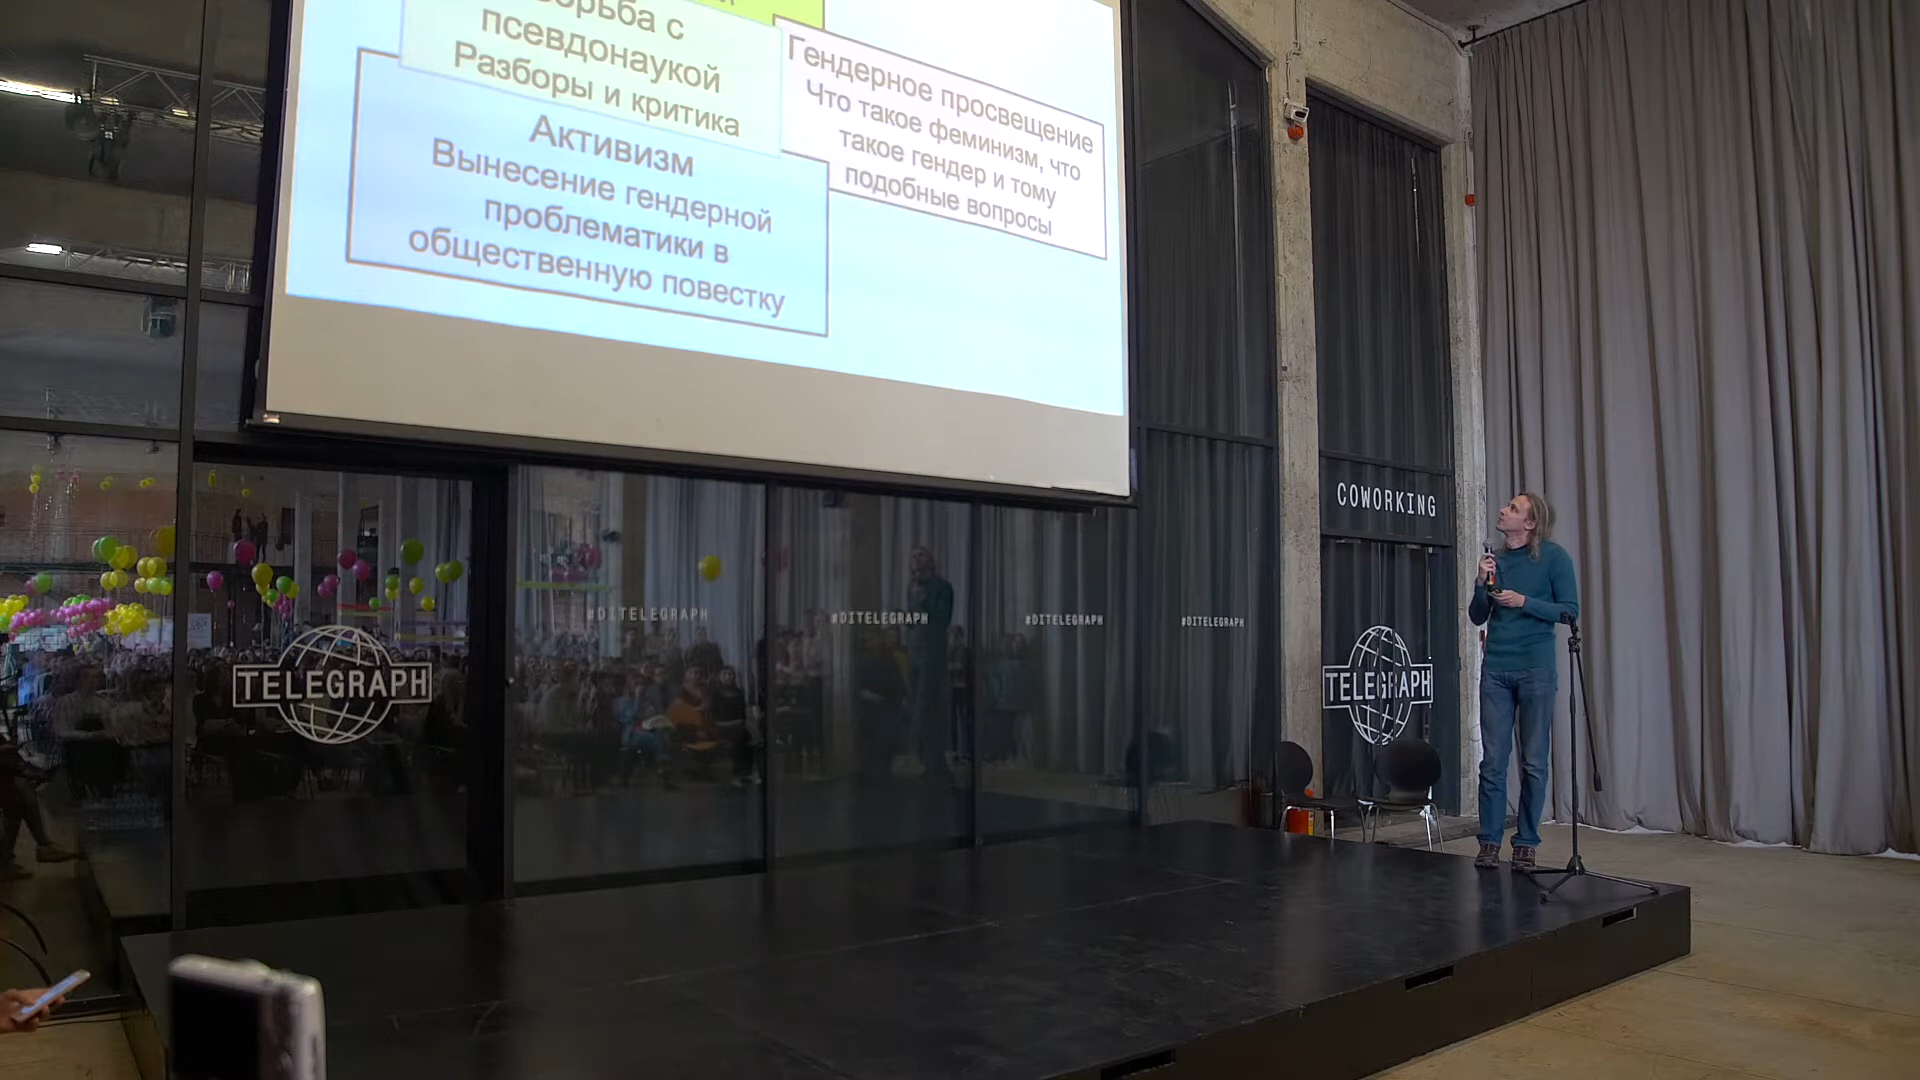 борьба с
псевдонаукой
Разборы и критика
Гендерное просвещение
Что такое феминизм, что
такое гендер и тому
подобные вопросы
Активизм
Вынесение гендерной
проблематики в
общественную повестку
COWORKING
#DITELEGRAPH
#DITELEGRAPH
#DITELEGRAPH
#DITELEGRAPH
TELEGRAPH
TELEGRAPH